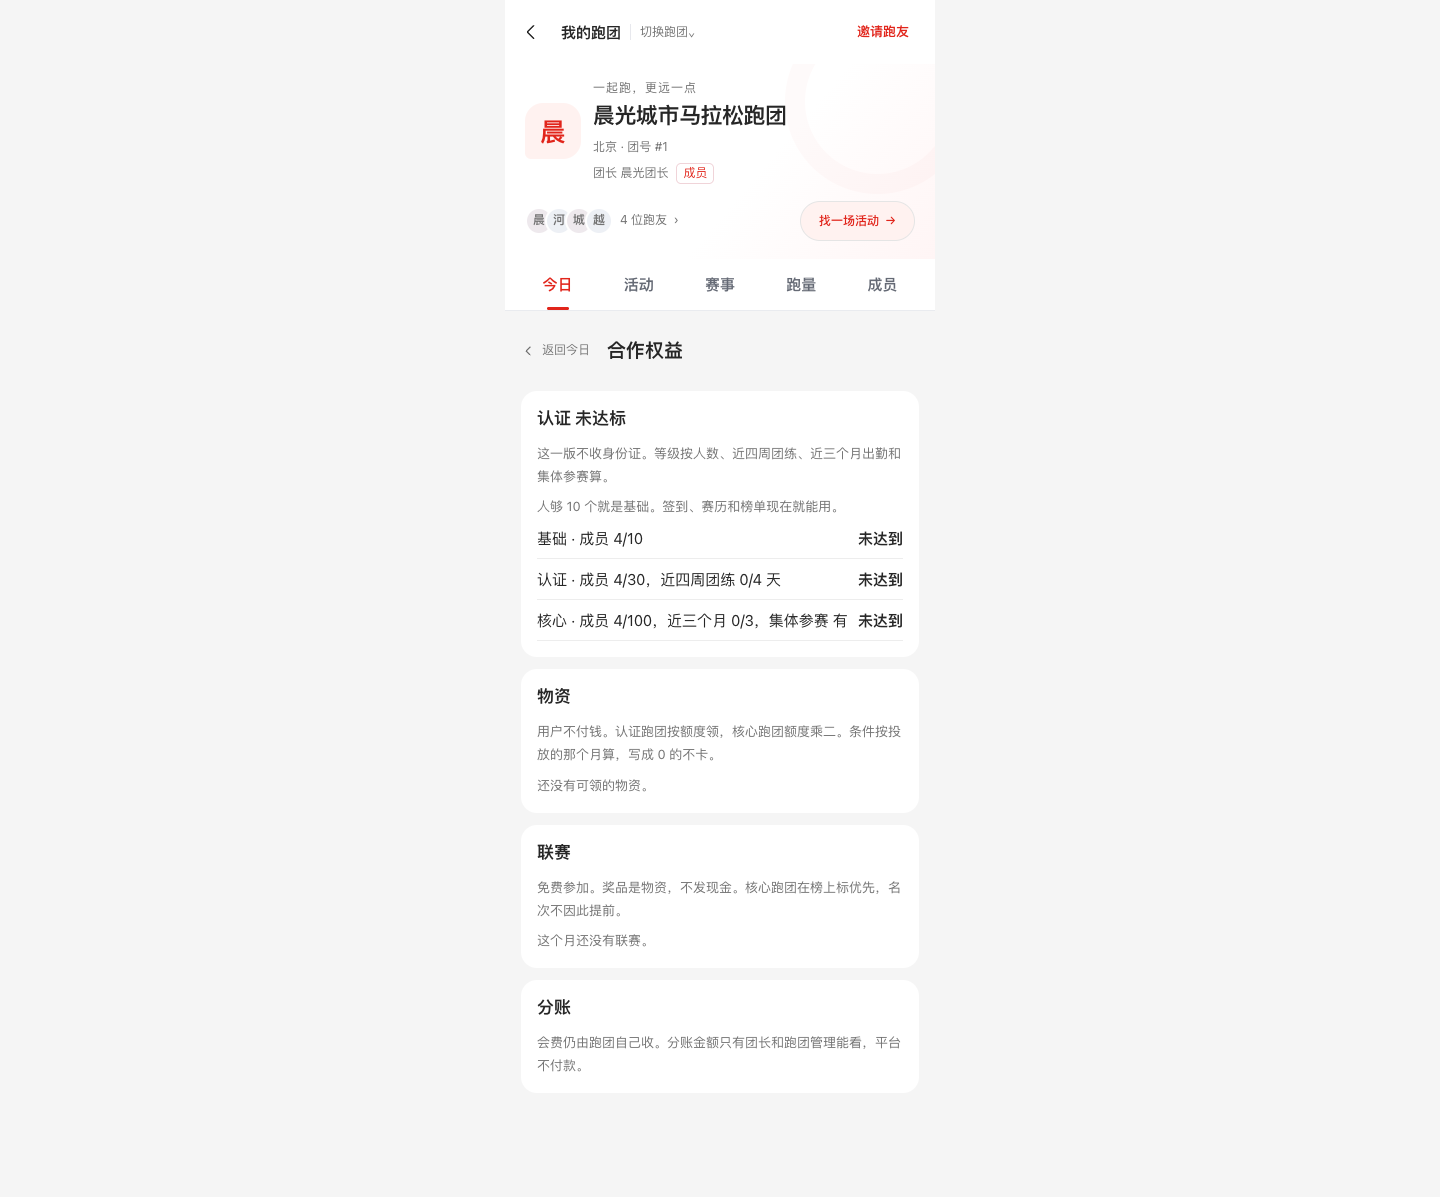 我的跑团 切换跑团 邀请跑友
一起跑，更远一点
晨
晨光城市马拉松跑团
北京 · 团号 #1
团长 晨光团长 成员
晨 河 城 越 4 位跑友 ›
找一场活动 →
今日 活动 赛事 跑量 成员
返回今日 合作权益
认证 未达标
这一版不收身份证。等级按人数、近四周团练、近三个月出勤和
集体参赛算。
人够 10 个就是基础。签到、赛历和榜单现在就能用。
基础 · 成员 4/10 未达到
认证 · 成员 4/30，近四周团练 0/4 天 未达到
核心 · 成员 4/100，近三个月 0/3，集体参赛 有 未达到
物资
用户不付钱。认证跑团按额度领，核心跑团额度乘二。条件按投
放的那个月算，写成 0 的不卡。
还没有可领的物资。
联赛
免费参加。奖品是物资，不发现金。核心跑团在榜上标优先，名
次不因此提前。
这个月还没有联赛。
分账
会费仍由跑团自己收。分账金额只有团长和跑团管理能看，平台
不付款。